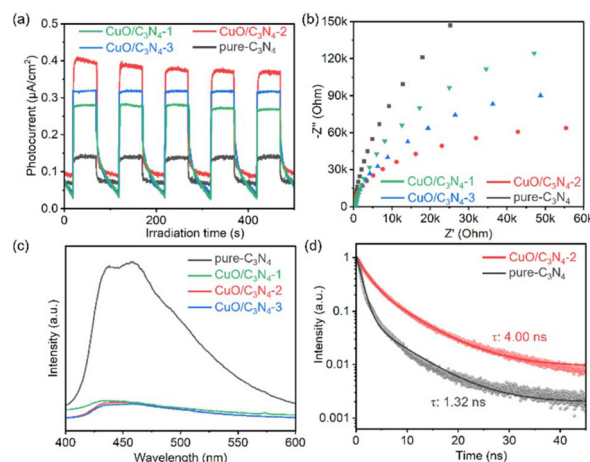 (a)
CuO/C₃N₄-1 CuO/C₃N₄-2
CuO/C₃N₄-3 pure-C₃N₄
Photocurrent (μA/cm²)
0.4
0.3
0.2
0.1
0.0
0 100 200 300 400
Irradiation time (s)
(b)
-Z'' (Ohm)
150k
120k
90k
60k
30k
0
0 10k 20k 30k 40k 50k 60k
CuO/C₃N₄-1 CuO/C₃N₄-2
CuO/C₃N₄-3 pure-C₃N₄
Z' (Ohm)
(c)
pure-C₃N₄
CuO/C₃N₄-1
CuO/C₃N₄-2
CuO/C₃N₄-3
Intensity (a.u.)
400 450 500 550 600
Wavelength (nm)
(d)
CuO/C₃N₄-2
pure-C₃N₄
Intensity (a.u.)
1
0.1
0.01
0.001
τ: 4.00 ns
τ: 1.32 ns
0 10 20 30 40
Time (ns)